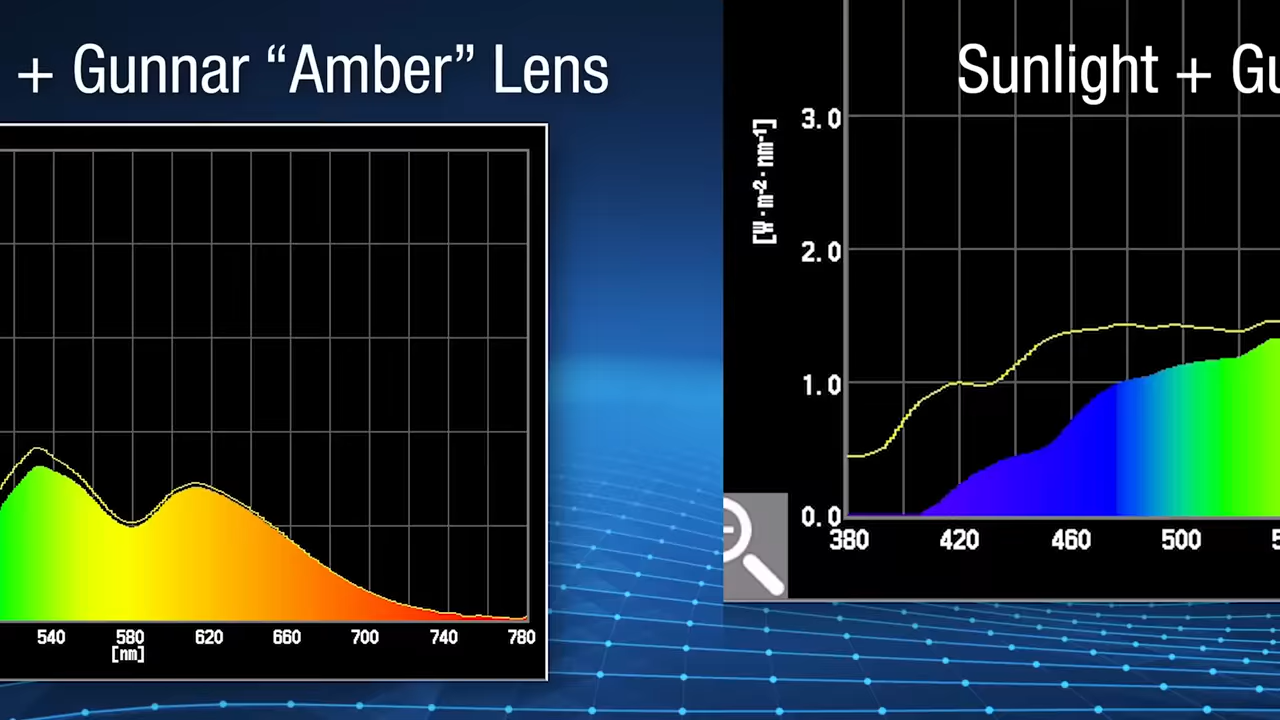 + Gunnar “Amber” Lens
540 580 620 660 700 740 780
[nm]
Sunlight + Gu
[W·m-²·nm-¹]
3.0
2.0
1.0
0.0
380 420 460 500 5